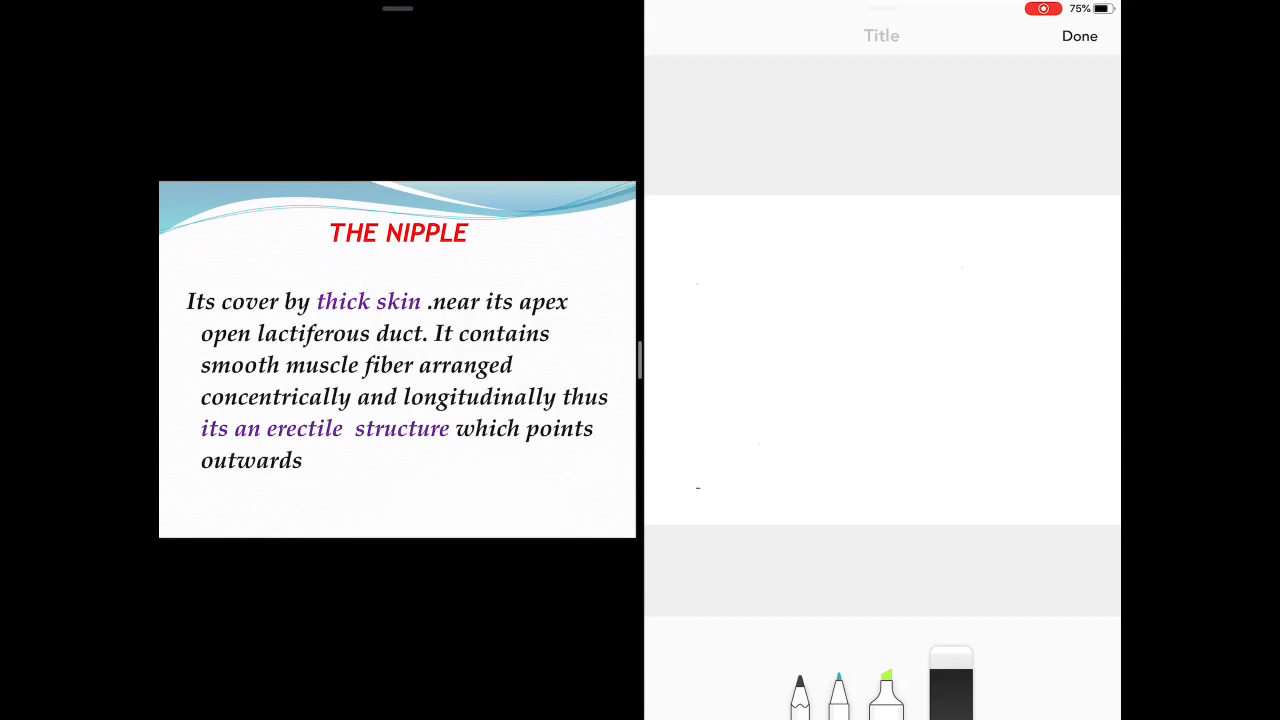 75%
Title
Done
THE NIPPLE
Its cover by thick skin .near its apex
open lactiferous duct. It contains
smooth muscle fiber arranged
concentrically and longitudinally thus
its an erectile structure which points
outwards